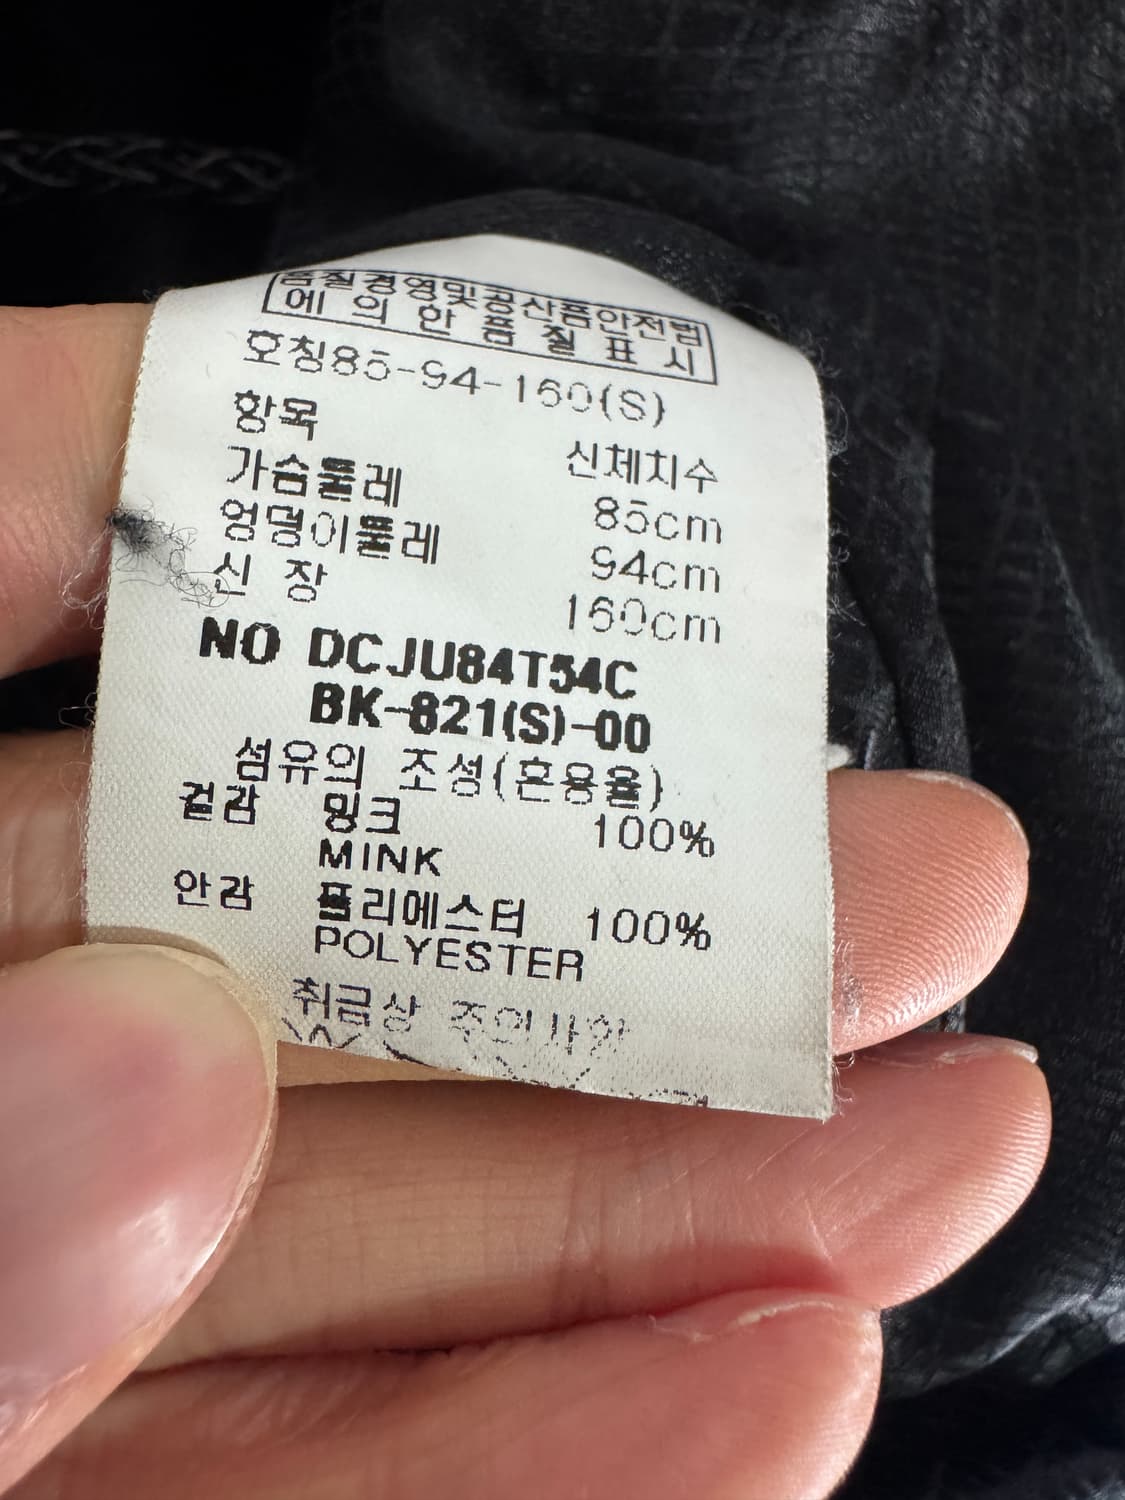 품질경영및공산품안전법
에 의 한 품 질 표 시
호칭85-94-160(S)
항목 신체치수
가슴둘레 85cm
엉덩이둘레 94cm
신 장 160cm
NO DCJU84T54C
BK-821(S)-00
섬유의 조성(혼용율)
겉감 밍크 100%
MINK
안감 폴리에스터 100%
POLYESTER
취급상 주의사항